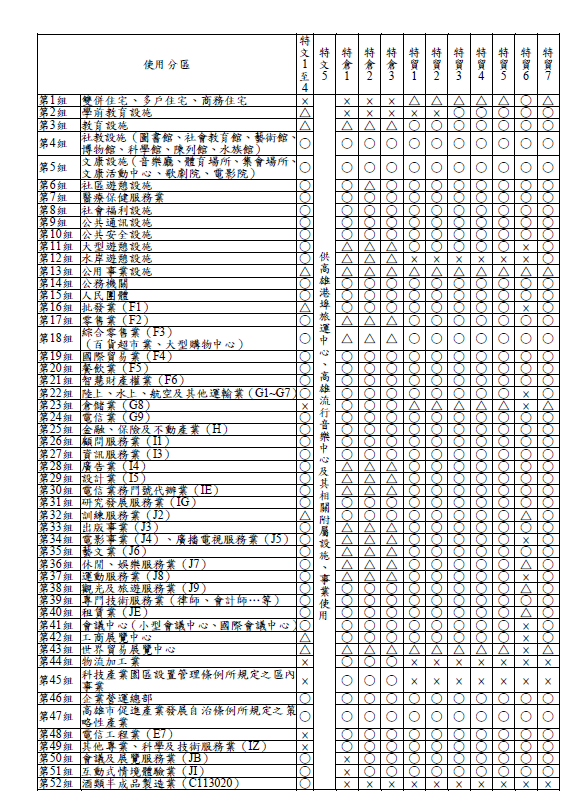 使用分區 特文1至4 特文5 特倉1 特倉2 特倉3 特貿1 特貿2 特貿3 特貿4 特貿5 特貿6 特貿7
供高雄港埠旅運中心、高雄流行音樂中心及其相關附屬設施、事業使用
第1組 雙併住宅、多戶住宅、商務住宅 × × × × △ △ △ △ △ ○ △
第2組 學前教育設施 △ × × × × × ○ ○ ○ ○ ○
第3組 教育設施 △ △ △ △ ○ ○ ○ ○ ○ ○ ○
第4組 社教設施（圖書館、社會教育館、藝術館、
博物館、科學館、陳列館、水族館） ○ ○ ○ ○ ○ ○ ○ ○ ○ ○ ○
第5組 文康設施（音樂廳、體育場所、集會場所、
文康活動中心、歌劇院、電影院） ○ ○ ○ ○ ○ ○ ○ ○ ○ ○ ○
第6組 社區遊憩設施 ○ ○ △ ○ ○ ○ ○ ○ ○ ○ ○
第7組 醫療保健服務業 ○ ○ ○ ○ ○ ○ ○ ○ ○ ○ ○
第8組 社會福利設施 ○ ○ ○ ○ ○ ○ ○ ○ ○ ○ ○
第9組 公共通訊設施 ○ ○ ○ ○ ○ ○ ○ ○ ○ ○ ○
第10組 公共安全設施 ○ ○ ○ ○ ○ ○ ○ ○ ○ ○ ○
第11組 大型遊憩設施 ○ △ △ △ ○ ○ ○ ○ ○ × ○
第12組 水岸遊憩設施 ○ △ △ △ × × × × × × ○
第13組 公用事業設施 △ △ △ △ △ △ △ △ △ △ △
第14組 公務機關 ○ ○ ○ ○ ○ ○ ○ ○ ○ ○ ○
第15組 人民團體 ○ ○ ○ ○ ○ ○ ○ ○ ○ ○ ○
第16組 批發業（F1） △ ○ ○ ○ ○ ○ ○ ○ ○ × ○
第17組 零售業（F2） ○ △ △ △ ○ ○ ○ ○ ○ ○ ○
第18組 綜合零售業（F3）
（百貨超市業、大型購物中心） ○ △ △ △ ○ ○ ○ ○ ○ ○ ○
第19組 國際貿易業（F4） ○ ○ ○ ○ ○ ○ ○ ○ ○ ○ ○
第20組 餐飲業（F5） ○ ○ ○ ○ ○ ○ ○ ○ ○ ○ ○
第21組 智慧財產權業（F6） ○ ○ ○ ○ ○ ○ ○ ○ ○ ○ ○
第22組 陸上、水上、航空及其他運輸業（G1~G7） ○ ○ ○ ○ ○ ○ ○ ○ ○ × ○
第23組 倉儲業（G8） × ○ ○ ○ △ △ △ △ △ × △
第24組 電信業（G9） ○ ○ ○ ○ ○ ○ ○ ○ ○ ○ ○
第25組 金融、保險及不動產業（H） ○ ○ ○ ○ ○ ○ ○ ○ ○ ○ ○
第26組 顧問服務業（I1） ○ ○ ○ ○ ○ ○ ○ ○ ○ ○ ○
第27組 資訊服務業（I3） ○ ○ ○ ○ ○ ○ ○ ○ ○ ○ ○
第28組 廣告業（I4） ○ △ △ △ ○ ○ ○ ○ ○ ○ ○
第29組 設計業（I5） ○ △ △ △ ○ ○ ○ ○ ○ ○ ○
第30組 電信業務門號代辦業（IE） ○ △ △ △ ○ ○ ○ ○ ○ ○ ○
第31組 研究發展服務業（IG） ○ ○ ○ ○ ○ ○ ○ ○ ○ ○ ○
第32組 訓練服務業（J2） △ ○ ○ ○ ○ ○ ○ ○ ○ △ ○
第33組 出版事業（J3） ○ △ △ △ ○ ○ ○ ○ ○ ○ ○
第34組 電影事業（J4）、廣播電視服務業（J5） ○ △ △ △ ○ ○ ○ ○ ○ × ○
第35組 藝文業（J6） ○ △ △ △ ○ ○ ○ ○ ○ ○ ○
第36組 休閒、娛樂服務業（J7） ○ △ △ △ ○ ○ ○ ○ ○ △ ○
第37組 運動服務業（J8） ○ △ △ △ ○ ○ ○ ○ ○ × ○
第38組 觀光及旅遊服務業（J9） ○ ○ ○ ○ ○ ○ ○ ○ ○ △ ○
第39組 專門技術服務業（律師、會計師…等） ○ ○ ○ ○ ○ ○ ○ ○ ○ ○ ○
第40組 租賃業（JE） ○ ○ ○ ○ ○ ○ ○ ○ ○ △ ○
第41組 會議中心（小型會議中心、國際會議中心） ○ ○ ○ ○ ○ ○ ○ ○ ○ × ○
第42組 工商展覽中心 △ ○ ○ ○ ○ ○ ○ ○ ○ × ○
第43組 世界貿易展覽中心 △ △ △ △ △ △ △ △ △ × △
第44組 物流加工業 × ○ ○ ○ × × × × × × ×
第45組 科技產業園區設置管理條例所規定之區內
事業 × ○ ○ ○ × × × × × × ×
第46組 企業營運總部 ○ ○ ○ ○ ○ ○ ○ ○ ○ ○ ○
第47組 高雄市促進產業發展自治條例所規定之策
略性產業 ○ ○ ○ ○ ○ ○ ○ ○ ○ ○ ○
第48組 電信工程業（E7） × ○ ○ ○ ○ ○ ○ ○ ○ ○ ○
第49組 其他專業、科學及技術服務業（IZ） × ○ ○ ○ ○ ○ ○ ○ ○ ○ ○
第50組 會議及展覽服務業（JB） ○ × ○ ○ ○ ○ ○ ○ ○ ○ ○
第51組 互動式情境體驗業（JI） ○ × ○ ○ ○ ○ ○ ○ ○ ○ ○
第52組 酒類半成品製造業（C113020） ○ × × × × × × × × × ×